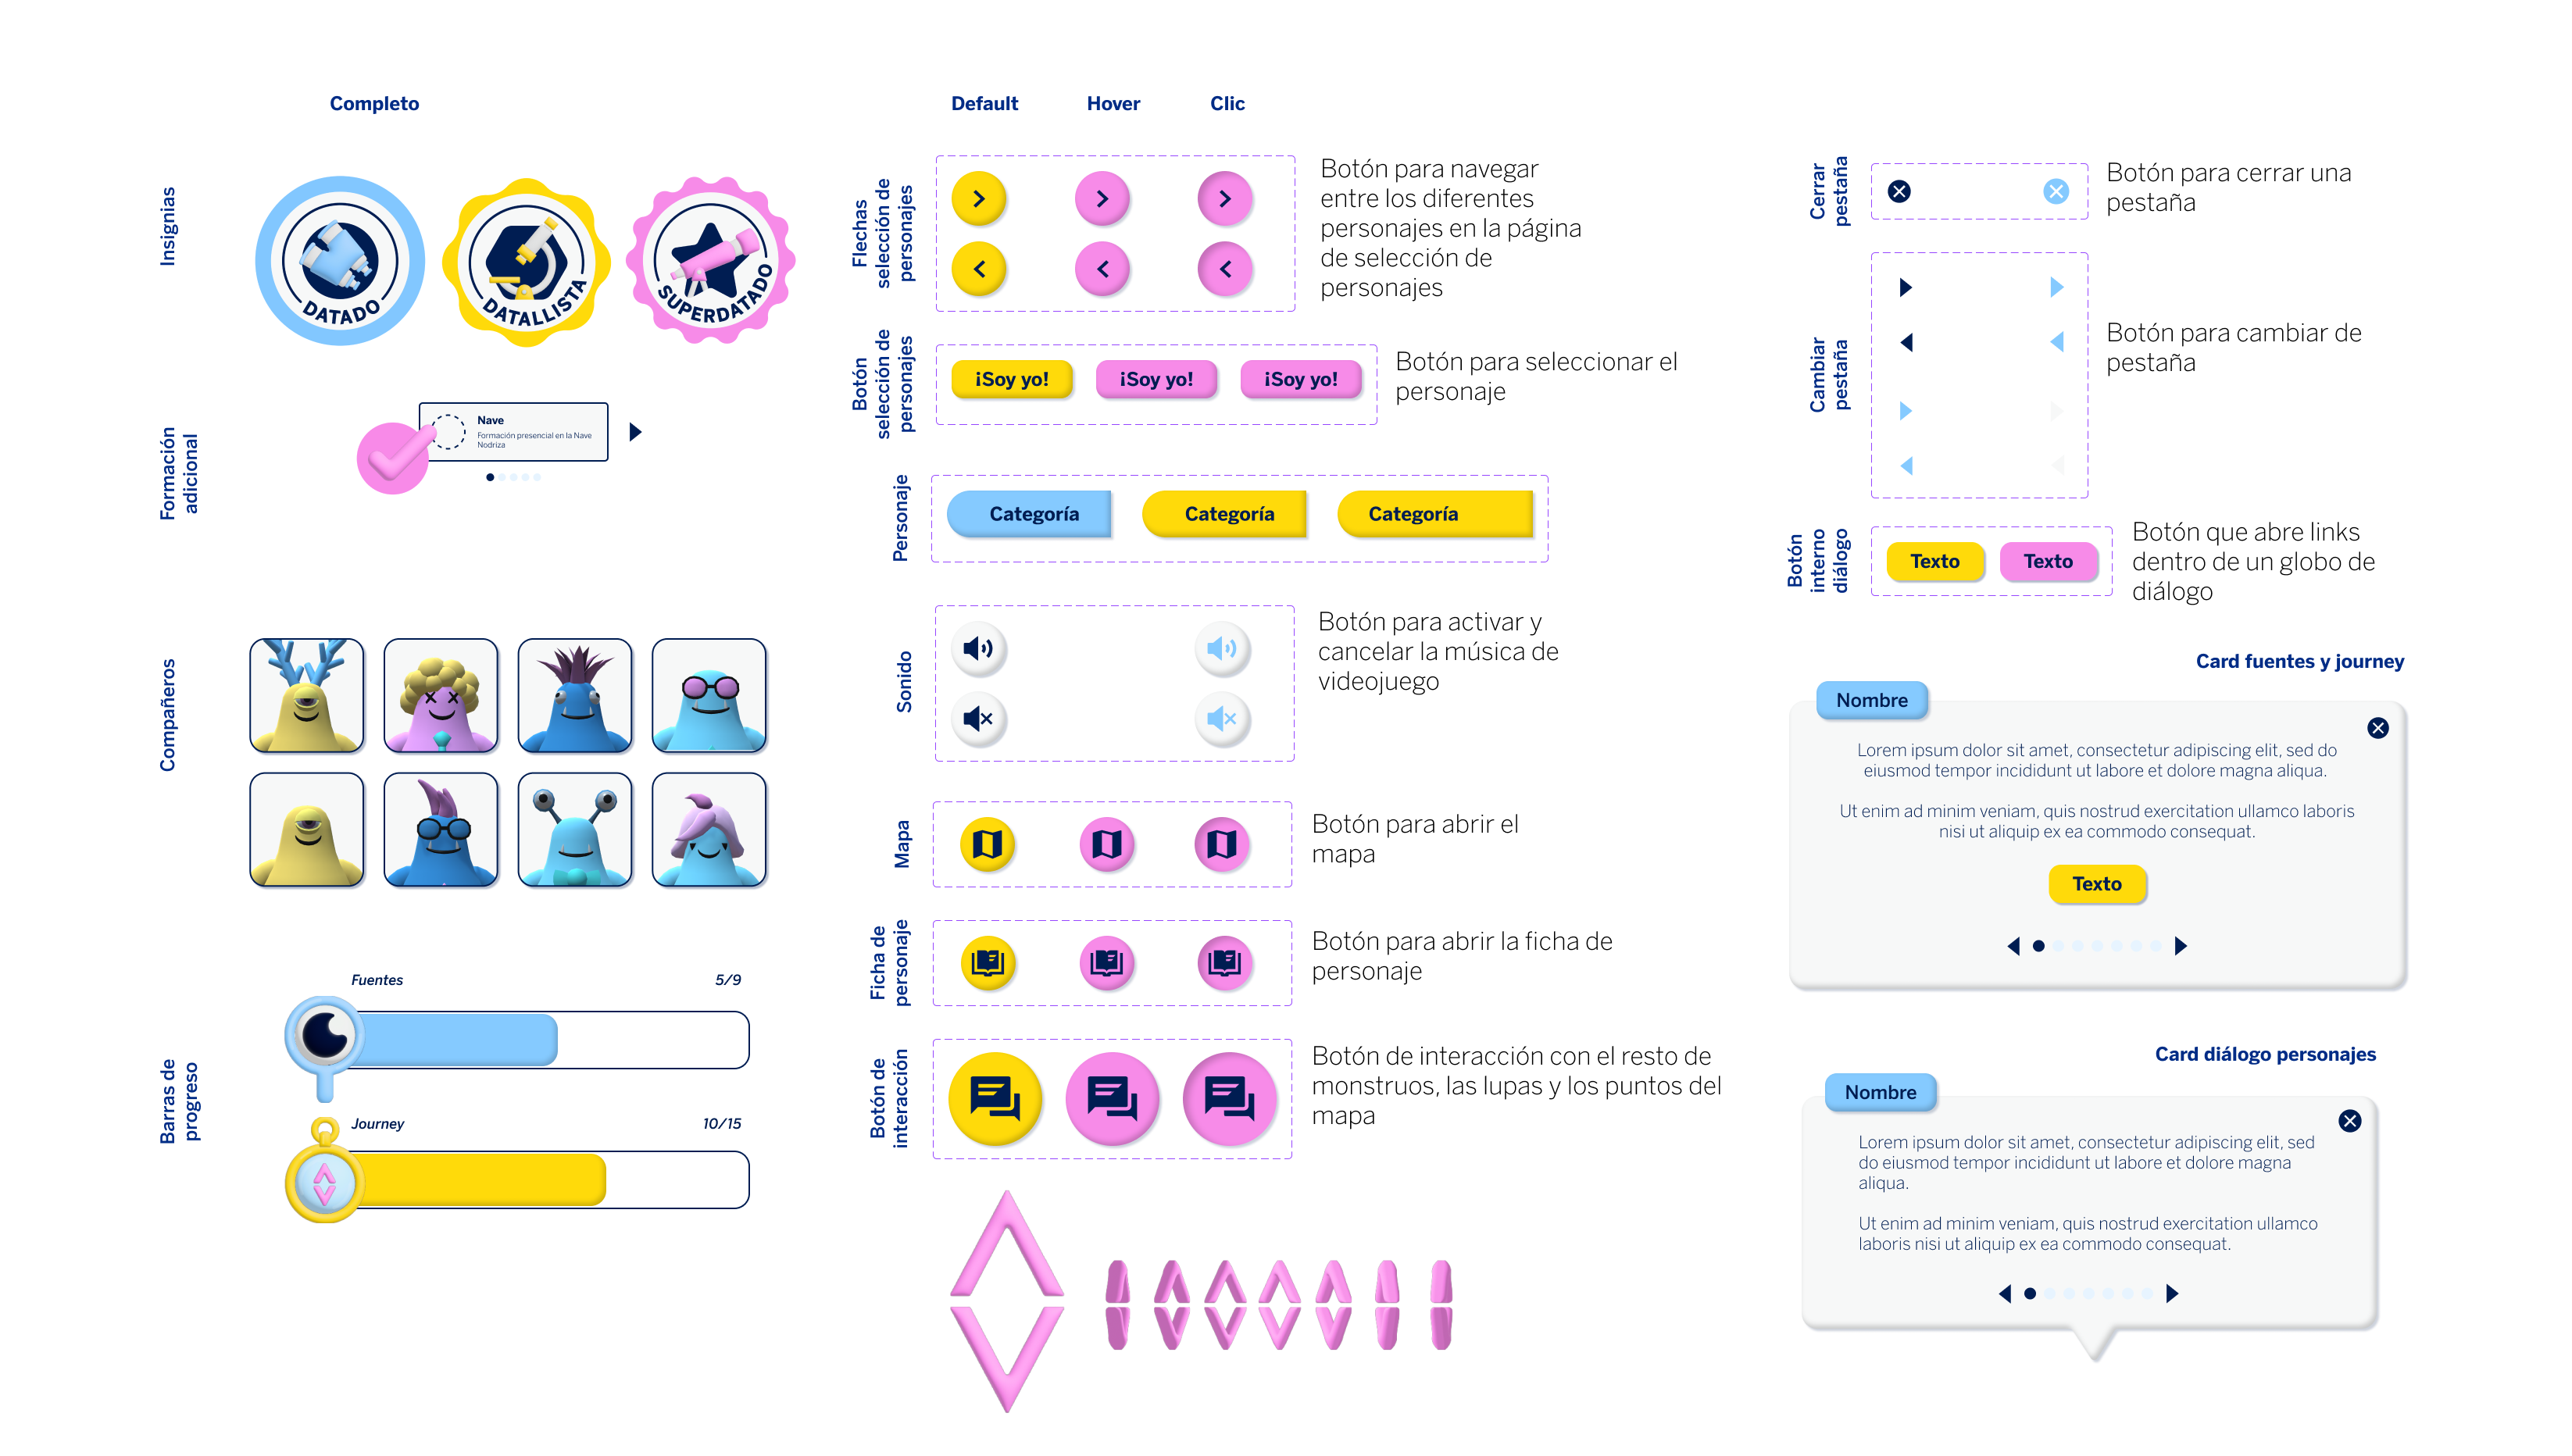 Completo
Insignias
DATADO
DATALLISTA
SUPERDATADO
Formación
adicional
Nave
Formación presencial en la Nave
Nodriza
Compañeros
Barras de
progreso
Fuentes
5/9
Journey
10/15
Default
Hover
Clic
Flechas
selección de
personajes
Botón para navegar
entre los diferentes
personajes en la página
de selección de
personajes
Botón
selección de
personajes
¡Soy yo!
¡Soy yo!
¡Soy yo!
Botón para seleccionar el
personaje
Personaje
Categoría
Categoría
Categoría
Sonido
Botón para activar y
cancelar la música de
videojuego
Mapa
Botón para abrir el
mapa
Ficha de
personaje
Botón para abrir la ficha de
personaje
Botón de
interacción
Botón de interacción con el resto de
monstruos, las lupas y los puntos del
mapa
Cerrar
pestaña
Botón para cerrar una
pestaña
Cambiar
pestaña
Botón para cambiar de
pestaña
Botón
interno
diálogo
Texto
Texto
Botón que abre links
dentro de un globo de
diálogo
Card fuentes y journey
Nombre
Lorem ipsum dolor sit amet, consectetur adipiscing elit, sed do
eiusmod tempor incididunt ut labore et dolore magna aliqua.
Ut enim ad minim veniam, quis nostrud exercitation ullamco laboris
nisi ut aliquip ex ea commodo consequat.
Texto
Card diálogo personajes
Nombre
Lorem ipsum dolor sit amet, consectetur adipiscing elit, sed
do eiusmod tempor incididunt ut labore et dolore magna
aliqua.
Ut enim ad minim veniam, quis nostrud exercitation ullamco
laboris nisi ut aliquip ex ea commodo consequat.